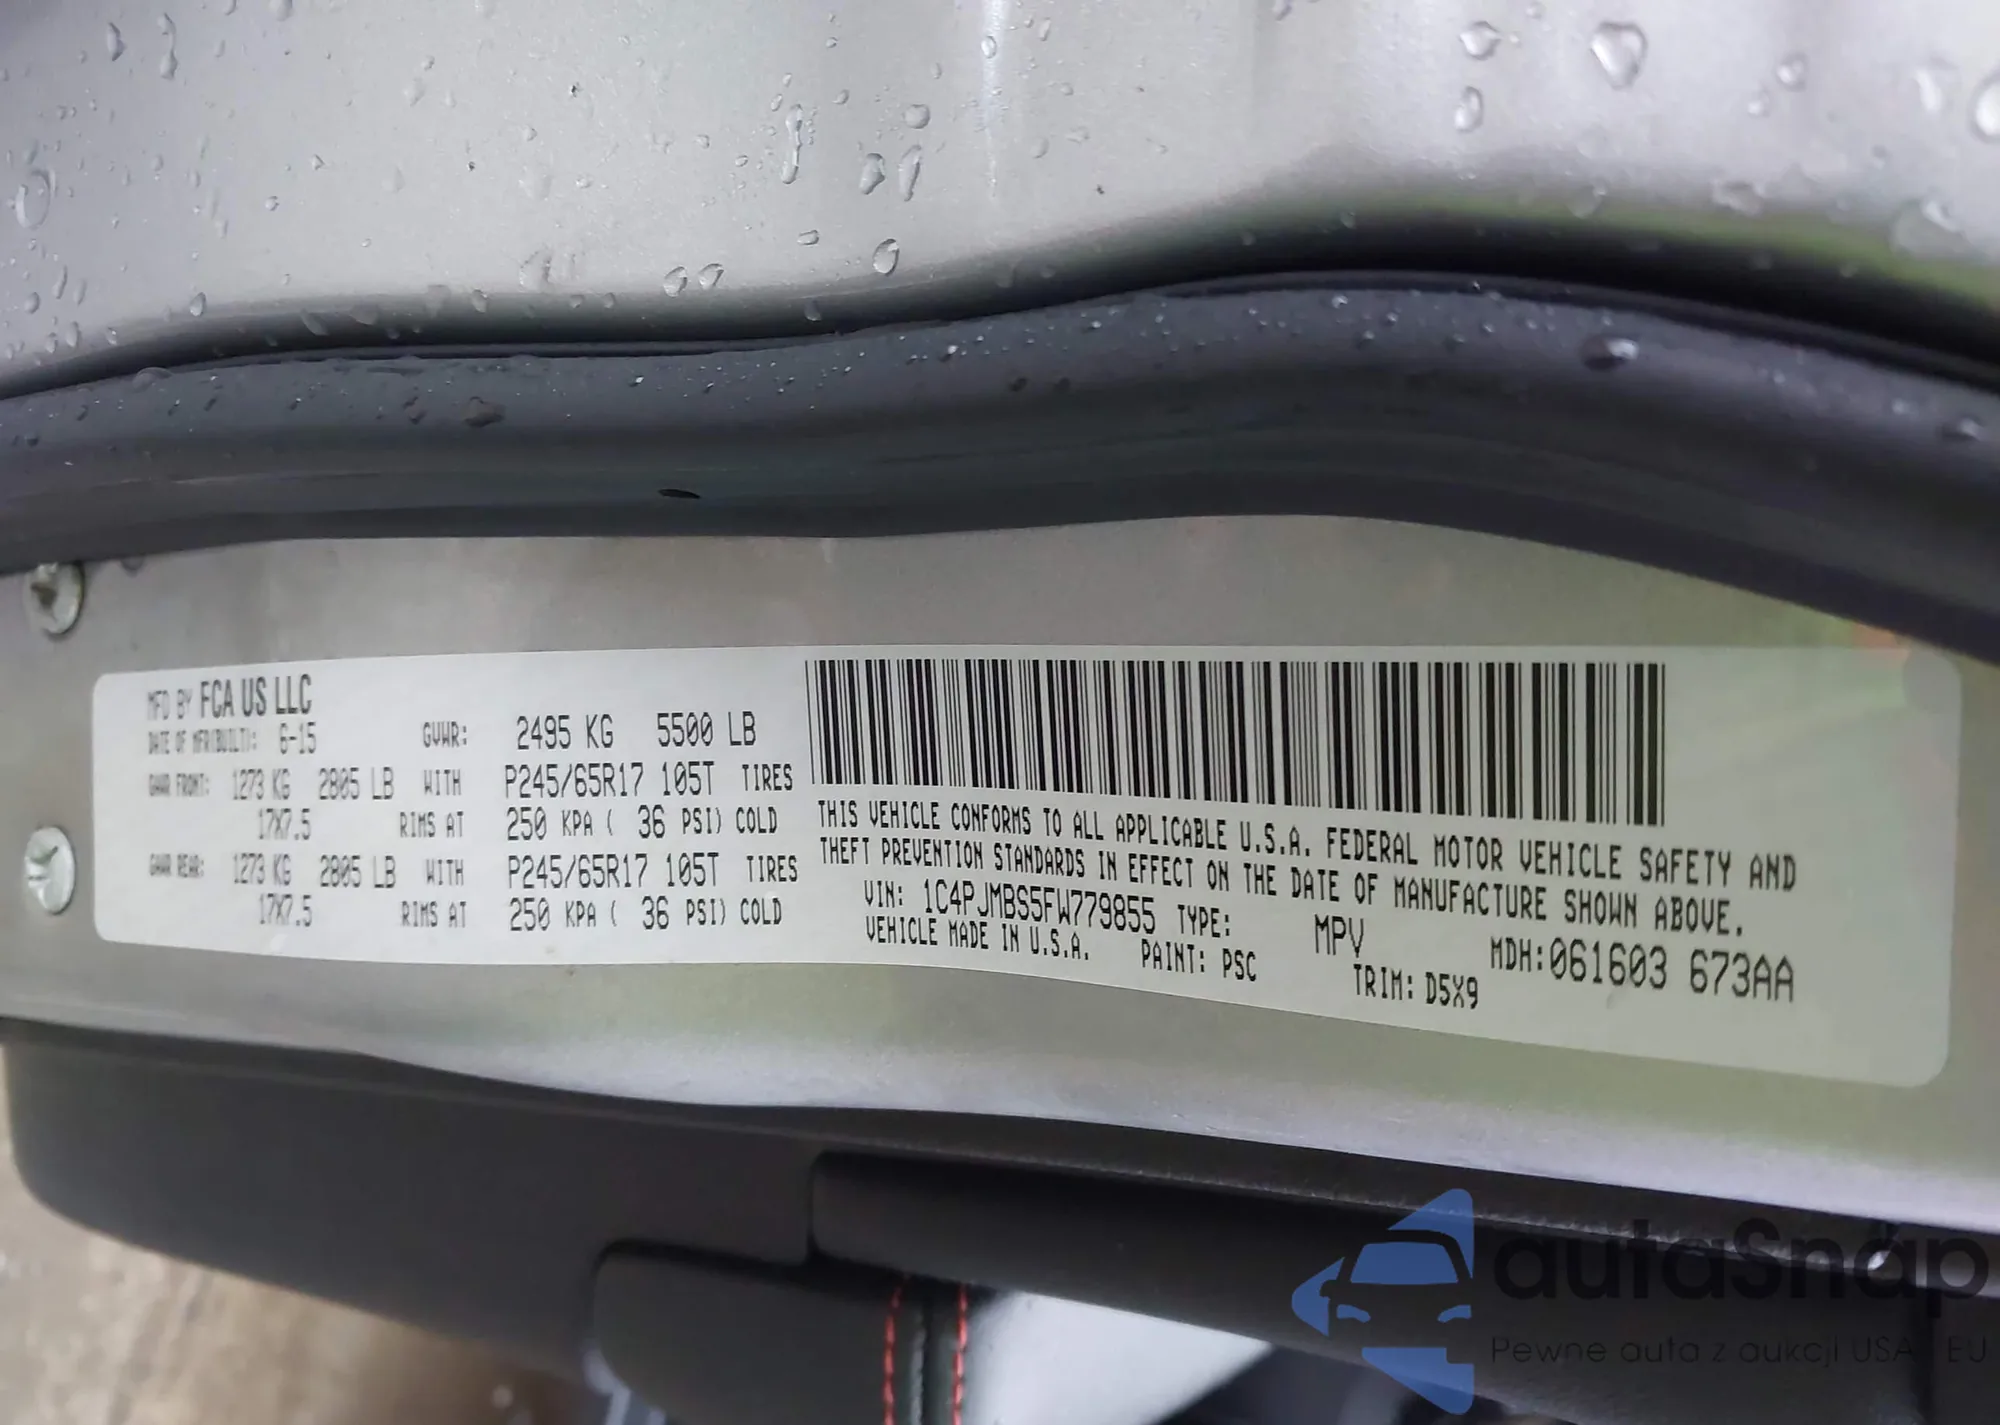 MFD BY FCA US LLC
DATE OF MFR(BUILT): 6-15 GVWR: 2495 KG 5500 LB
GAWR FRONT: 1273 KG 2805 LB WITH P245/65R17 105T TIRES
17X7.5 RIMS AT 250 KPA ( 36 PSI) COLD
GAWR REAR: 1273 KG 2805 LB WITH P245/65R17 105T TIRES
17X7.5 RIMS AT 250 KPA ( 36 PSI) COLD
THIS VEHICLE CONFORMS TO ALL APPLICABLE U.S.A. FEDERAL MOTOR VEHICLE SAFETY AND
THEFT PREVENTION STANDARDS IN EFFECT ON THE DATE OF MANUFACTURE SHOWN ABOVE.
VIN: 1C4PJMBS5FW779855 TYPE: MPV MDH:061603 673AA
VEHICLE MADE IN U.S.A. PAINT: PSC TRIM: D5X9
autaSnap
Pewne auta z aukcji USA i EU